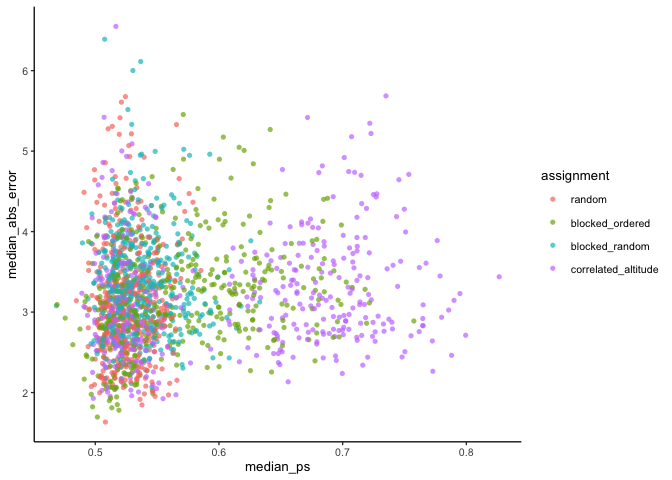 6
5
4
3
2
median_abs_error
0.5 0.6 0.7 0.8
median_ps
assignment
random
blocked_ordered
blocked_random
correlated_altitude